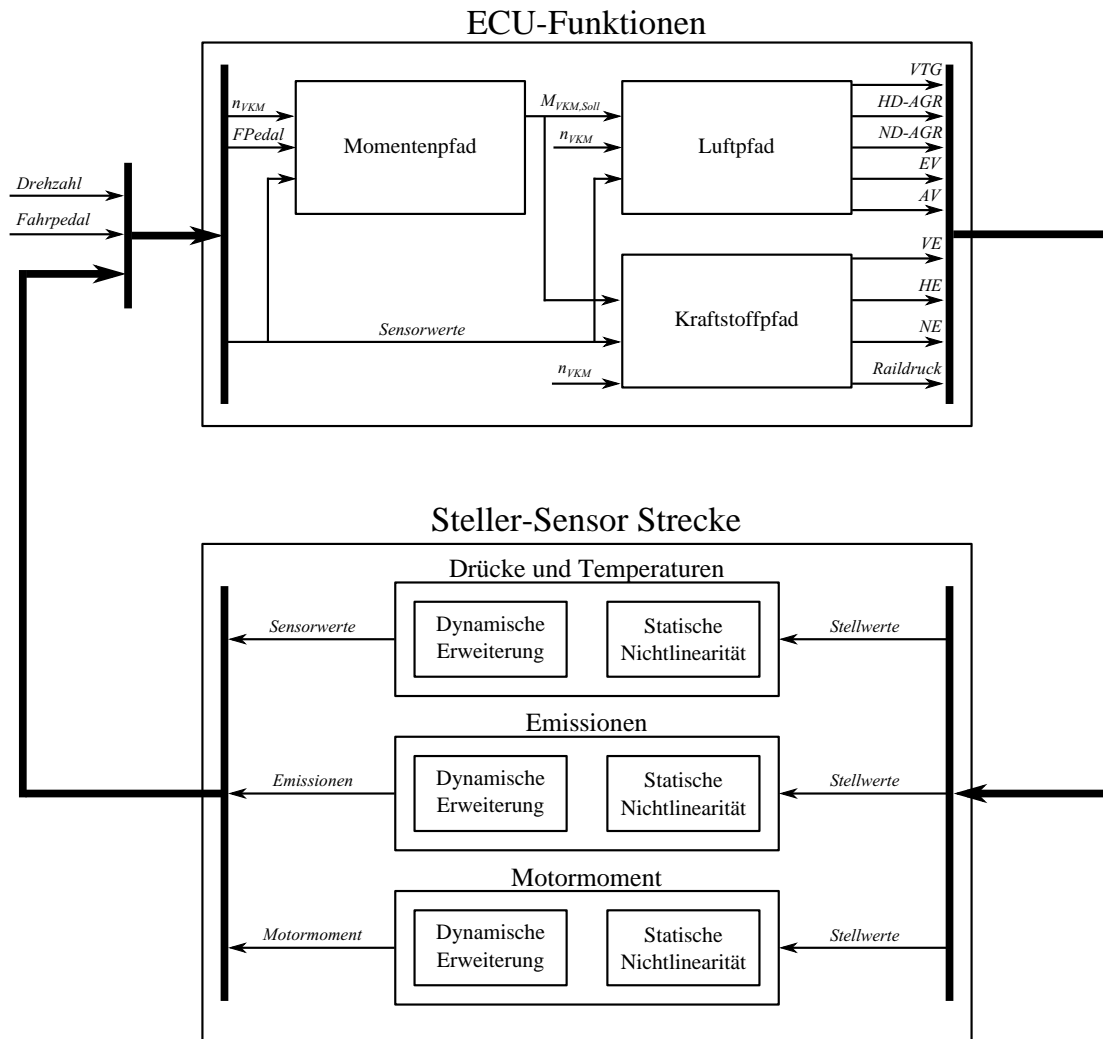 ECU-Funktionen
VTG
n_VKM
M_VKM,Soll
HD-AGR
FPedal
Momentenpfad
n_VKM
Luftpfad
ND-AGR
EV
Drehzahl
AV
Fahrpedal
VE
HE
Kraftstoffpfad
Sensorwerte
NE
n_VKM
Raildruck
Steller-Sensor Strecke
Drücke und Temperaturen
Sensorwerte
Dynamische
Erweiterung
Statische
Nichtlinearität
Stellwerte
Emissionen
Emissionen
Dynamische
Erweiterung
Statische
Nichtlinearität
Stellwerte
Motormoment
Motormoment
Dynamische
Erweiterung
Statische
Nichtlinearität
Stellwerte